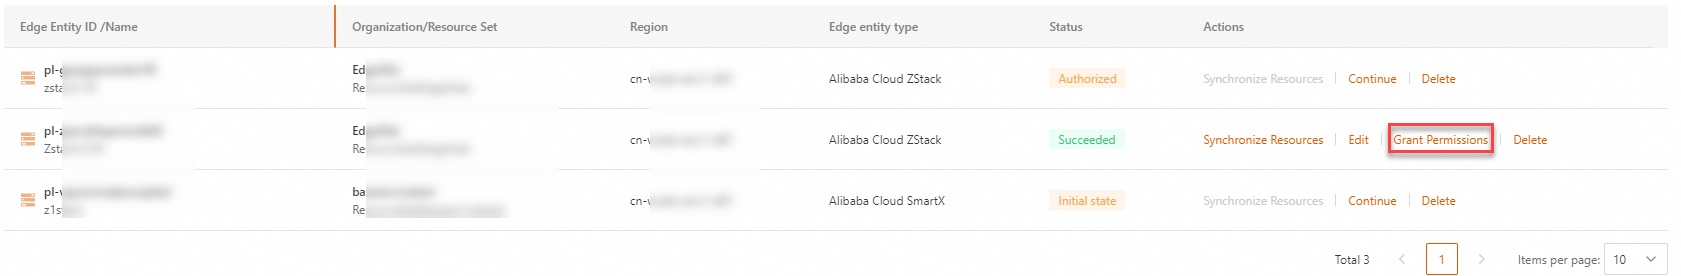 Edge Entity ID /Name Organization/Resource Set Region Edge entity type Status Actions
pl- Ed
zsta Re cn- Alibaba Cloud ZStack Authorized Synchronize Resources Continue Delete
pl-z Ed
Zsta Re cn- Alibaba Cloud ZStack Succeeded Synchronize Resources Edit Grant Permissions Delete
pl- ba
z1s Re cn- Alibaba Cloud SmartX Initial state Synchronize Resources Continue Delete
Total 3 1 Items per page: 10